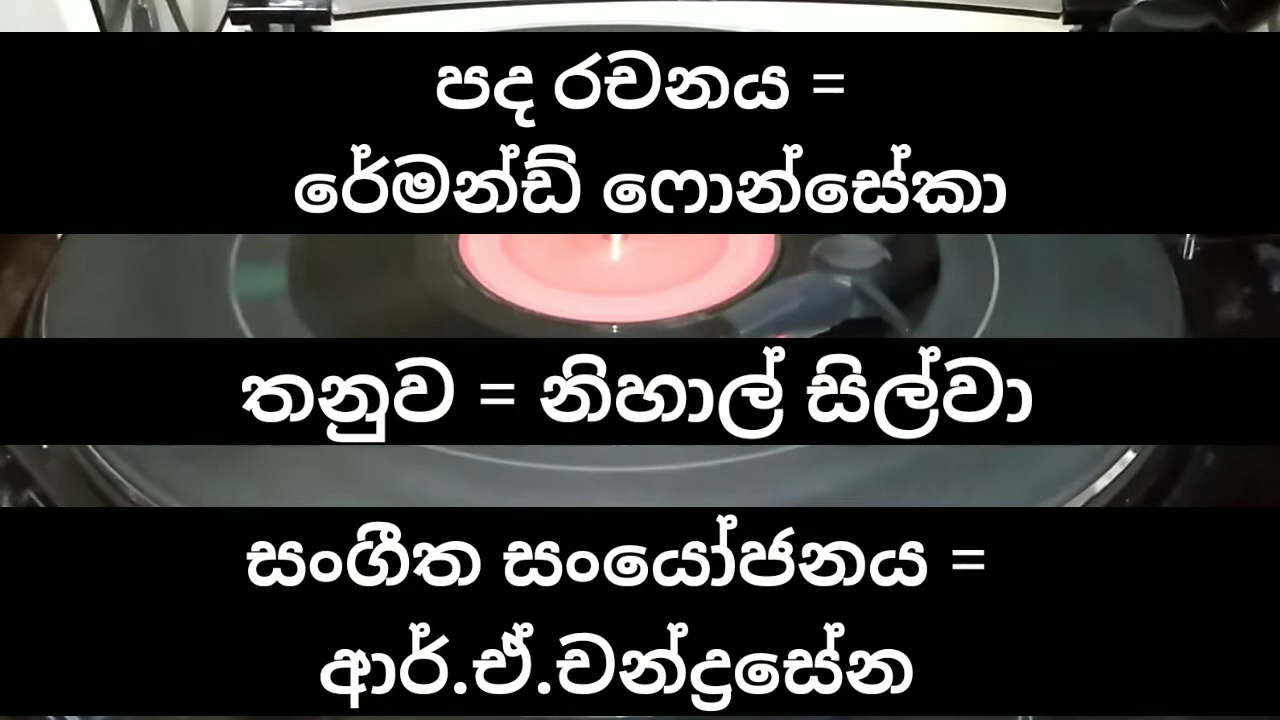 පද රචනය =
රේමන්ඩ් ෆොන්සේකා
තනුව = නිහාල් සිල්වා
සංගීත සංයෝජනය =
ආර්.ඒ.චන්ද්‍රසේන